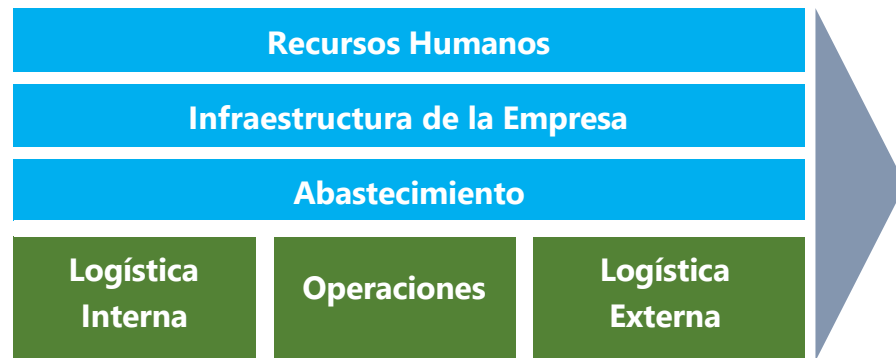 Recursos Humanos
Infraestructura de la Empresa
Abastecimiento
Logística
Interna
Operaciones
Logística
Externa